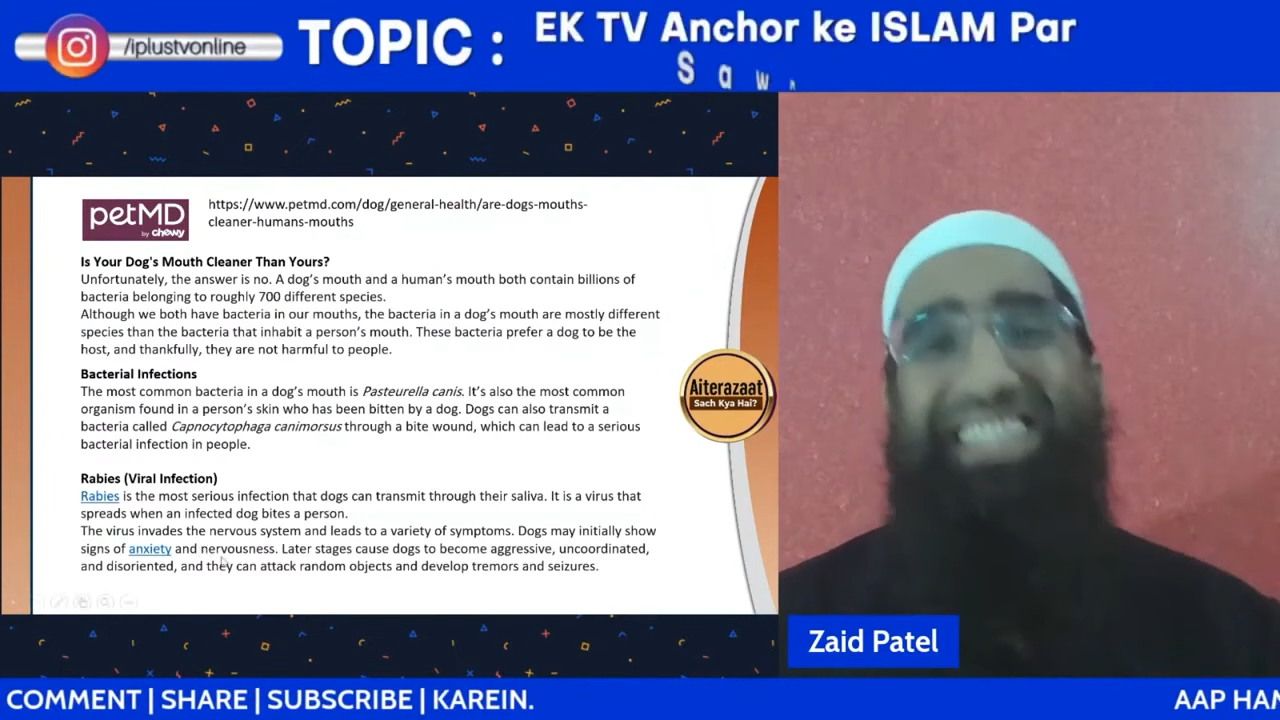 /iplustvonline
TOPIC :
EK TV Anchor ke ISLAM Par
S a w
petMD
by chewy
https://www.petmd.com/dog/general-health/are-dogs-mouths-
cleaner-humans-mouths
Is Your Dog's Mouth Cleaner Than Yours?
Unfortunately, the answer is no. A dog's mouth and a human's mouth both contain billions of
bacteria belonging to roughly 700 different species.
Although we both have bacteria in our mouths, the bacteria in a dog's mouth are mostly different
species than the bacteria that inhabit a person's mouth. These bacteria prefer a dog to be the
host, and thankfully, they are not harmful to people.
Bacterial Infections
The most common bacteria in a dog's mouth is Pasteurella canis. It's also the most common
organism found in a person's skin who has been bitten by a dog. Dogs can also transmit a
bacteria called Capnocytophaga canimorsus through a bite wound, which can lead to a serious
bacterial infection in people.
Rabies (Viral Infection)
Rabies is the most serious infection that dogs can transmit through their saliva. It is a virus that
spreads when an infected dog bites a person.
The virus invades the nervous system and leads to a variety of symptoms. Dogs may initially show
signs of anxiety and nervousness. Later stages cause dogs to become aggressive, uncoordinated,
and disoriented, and they can attack random objects and develop tremors and seizures.
Aiterazaat
Sach Kya Hai?
Zaid Patel
COMMENT | SHARE | SUBSCRIBE | KAREIN.
AAP HAM